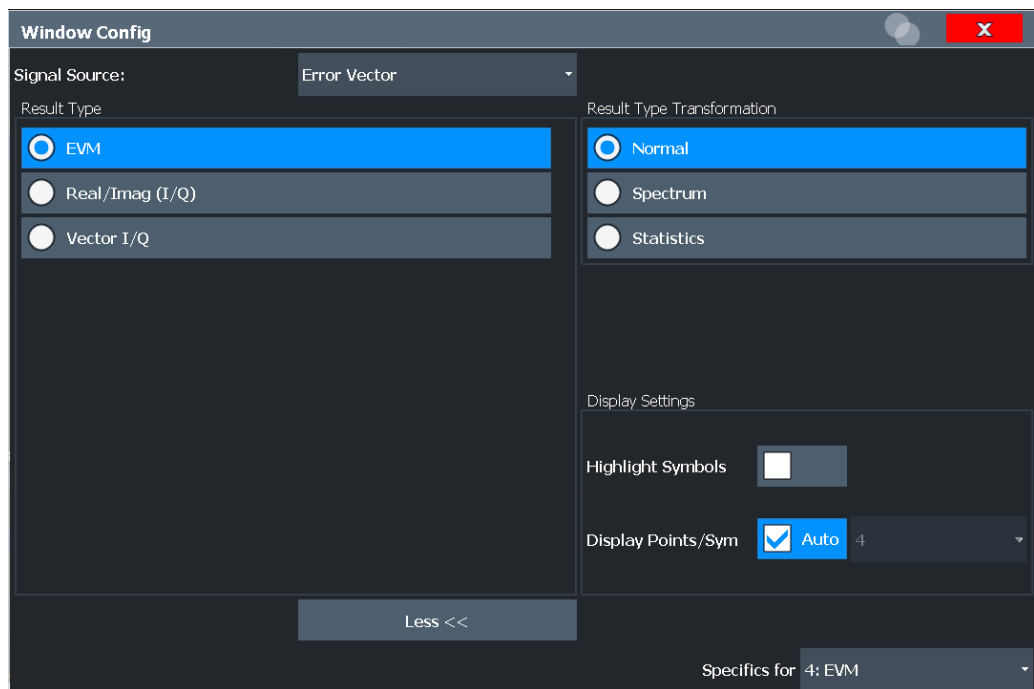 Window Config
X
Signal Source:
Error Vector
Result Type
EVM
Real/Imag (I/Q)
Vector I/Q
Result Type Transformation
Normal
Spectrum
Statistics
Display Settings
Highlight Symbols
Display Points/Sym
Auto
4
Less <<
Specifics for
4: EVM